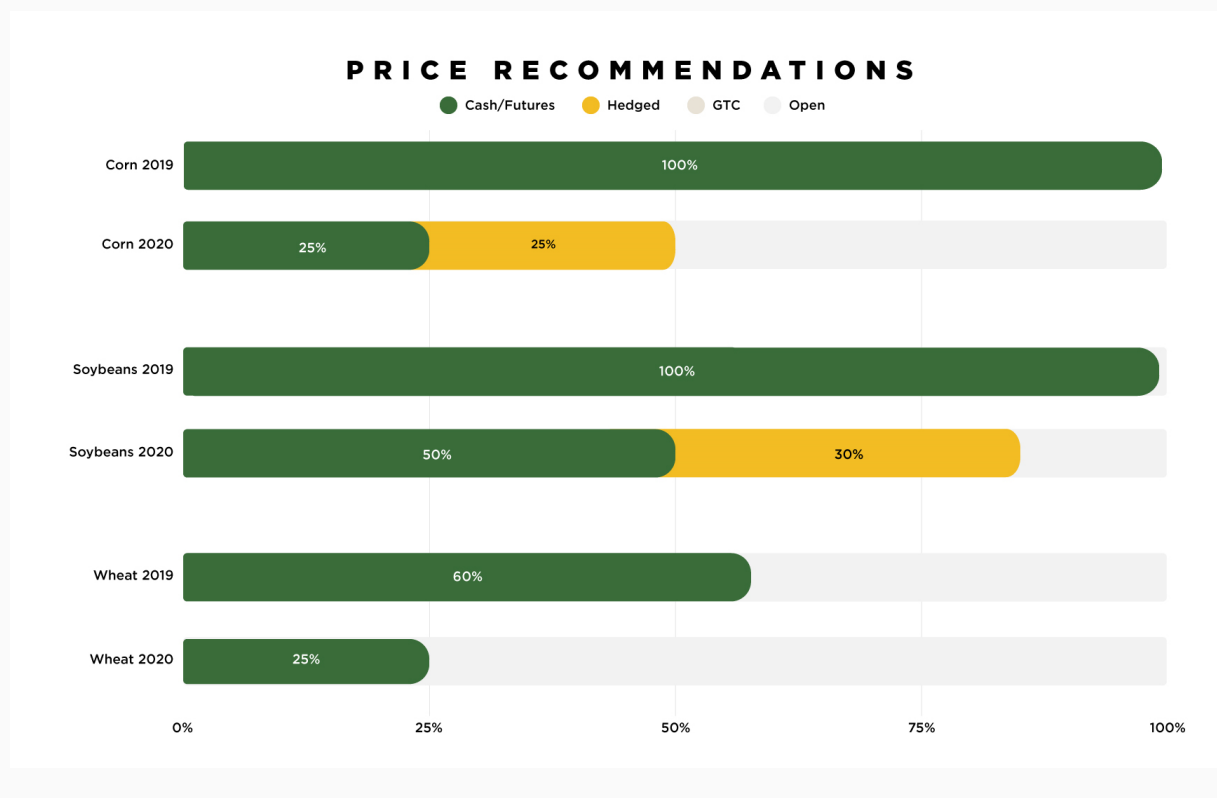 PRICE RECOMMENDATIONS
Cash/Futures Hedged GTC Open
Corn 2019 100%
Corn 2020 25% 25%
Soybeans 2019 100%
Soybeans 2020 50% 30%
Wheat 2019 60%
Wheat 2020 25%
0% 25% 50% 75% 100%